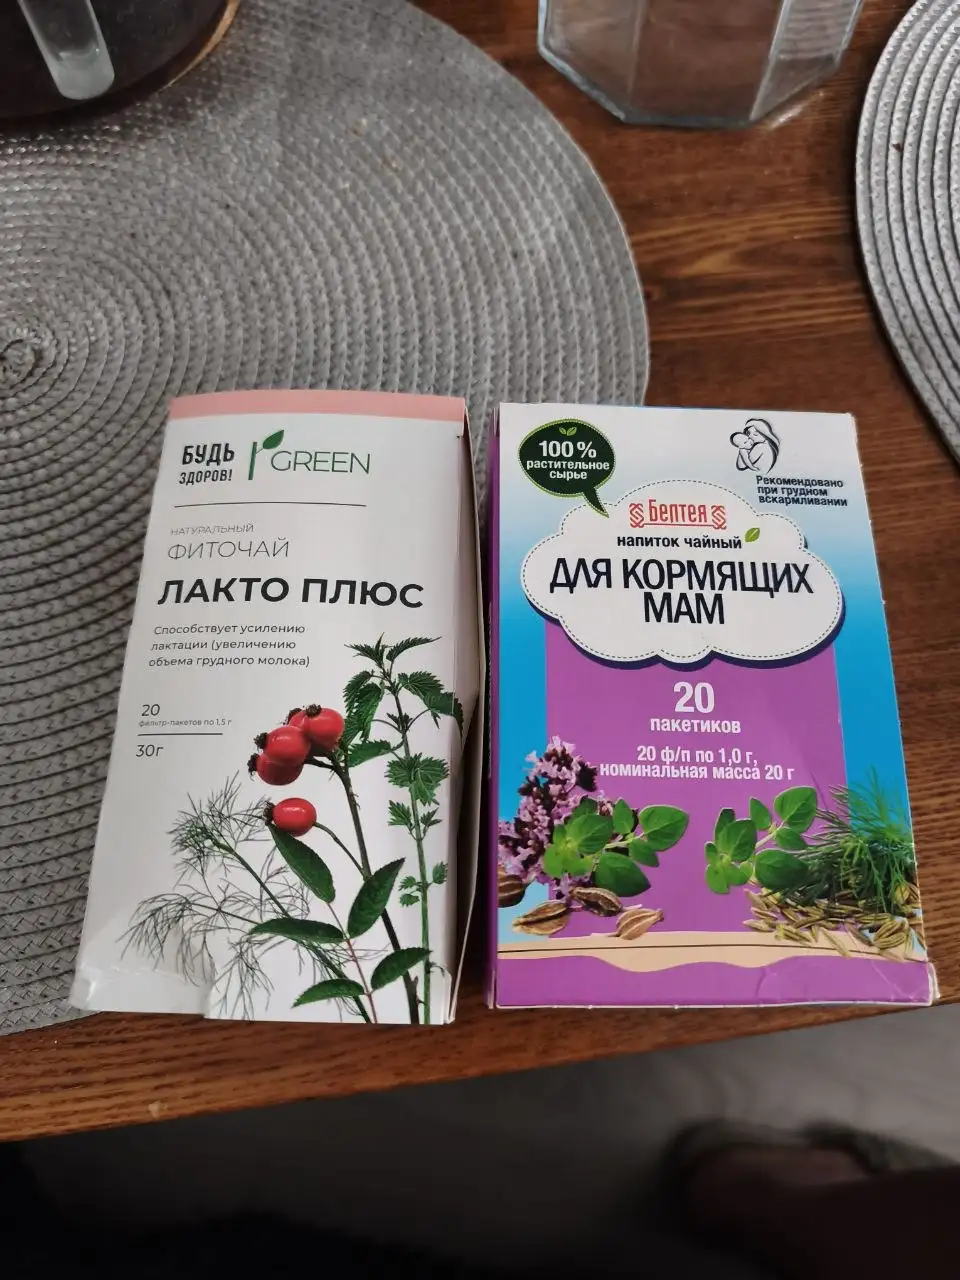 БУДЬ
ЗДОРОВ!
GREEN
НАТУРАЛЬНЫЙ
ФИТОЧАЙ
ЛАКТО ПЛЮС
Способствует усилению
лактации (увеличению
объема грудного молока)
20
фильтр-пакетов по 1,5 г
30г
100%
растительное
сырье
Рекомендовано
при грудном
вскармливании
Белтея
НАПИТОК ЧАЙНЫЙ
ДЛЯ КОРМЯЩИХ
МАМ
20
пакетиков
20 ф/п по 1,0 г,
номинальная масса 20 г